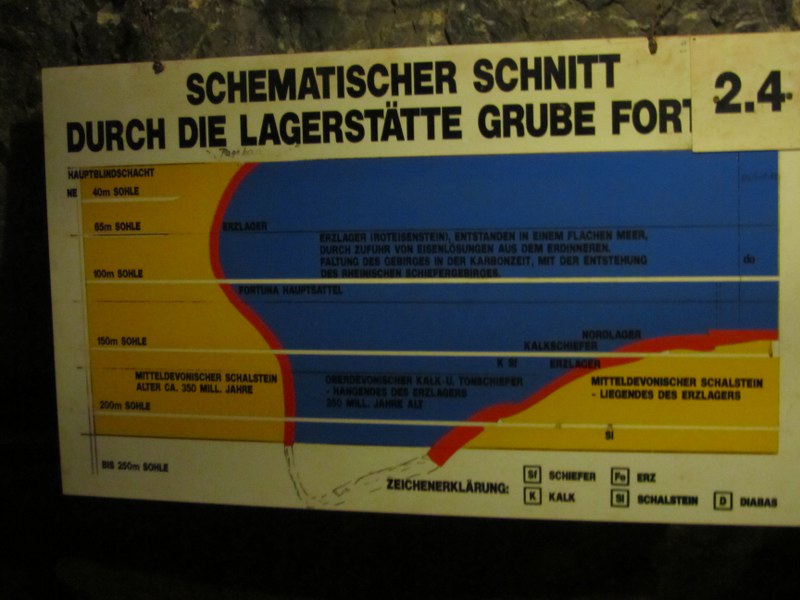 SCHEMATISCHER SCHNITT
DURCH DIE LAGERSTÄTTE GRUBE FORT
2.4
HAUPTBLINDSCHACHT
HE
40m SOHLE
65m SOHLE
ERZLAGER
ERZLAGER (ROTEISENSTEIN), ENTSTANDEN IN EINEM FLACHEN MEER,
DURCH ZUFUHR VON EISENLÖSUNGEN AUS DEM ERDINNEREN.
FALTUNG DES GEBIRGES IN DER KARBONZEIT, MIT DER ENTSTEHUNG
DES RHEINISCHEN SCHIEFERGEBIRGES.
do
100m SOHLE
FORTUNA HAUPTSATTEL
NORDLAGER
150m SOHLE
KALKSCHIEFER
K SI
ERZLAGER
MITTELDEVONISCHER SCHALSTEIN
ALTER CA. 350 MILL. JAHRE
OBERDEVONISCHER KALK-U. TONSCHIEFER
- HANGENDES DES ERZLAGERS
350 MILL. JAHRE ALT
MITTELDEVONISCHER SCHALSTEIN
- LIEGENDES DES ERZLAGERS
200m SOHLE
SI
BIS 250m SOHLE
ZEICHENERKLÄRUNG:
Sf SCHIEFER
Fe ERZ
K KALK
SI SCHALSTEIN
D DIABAS